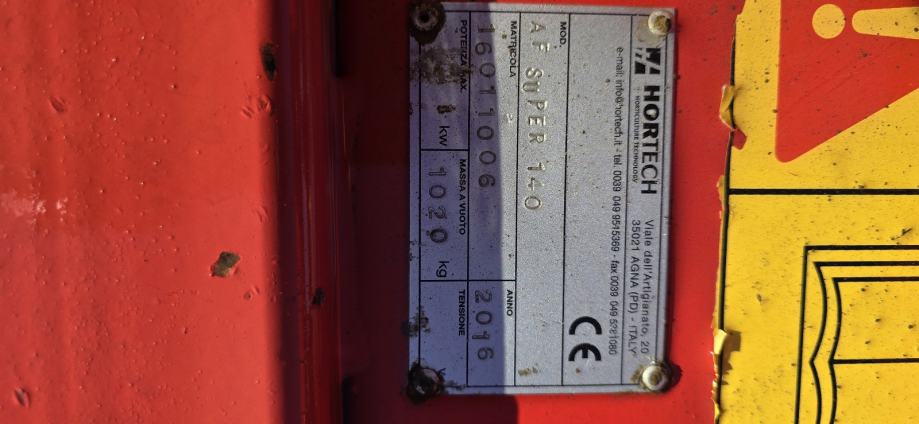 HORTECH
HORTICULTURE TECHNOLOGY
Viale dell'Artigianato, 20
35021 AGNA (PD) - ITALY
e-mail: info@hortech.it - tel. 0039 049 9515369 - fax 0039 049
CE
MOD.
AF SUPER 140
MATRICOLA
16011006
ANNO
2016
POTENZA MAX.
kW
MASSA A VUOTO
1020 kg
TENSIONE